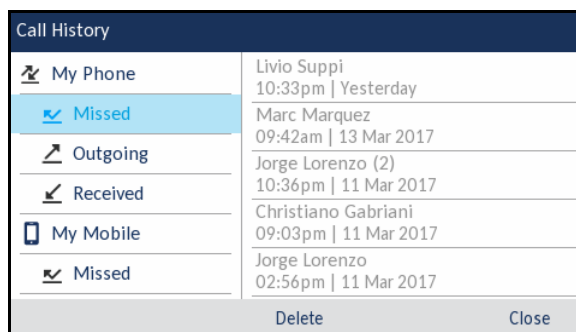 Call History
My Phone
Missed
Outgoing
Received
My Mobile
Missed
Livio Suppi
10:33pm | Yesterday
Marc Marquez
09:42am | 13 Mar 2017
Jorge Lorenzo (2)
10:36pm | 11 Mar 2017
Christiano Gabriani
09:03pm | 11 Mar 2017
Jorge Lorenzo
02:56pm | 11 Mar 2017
Delete
Close